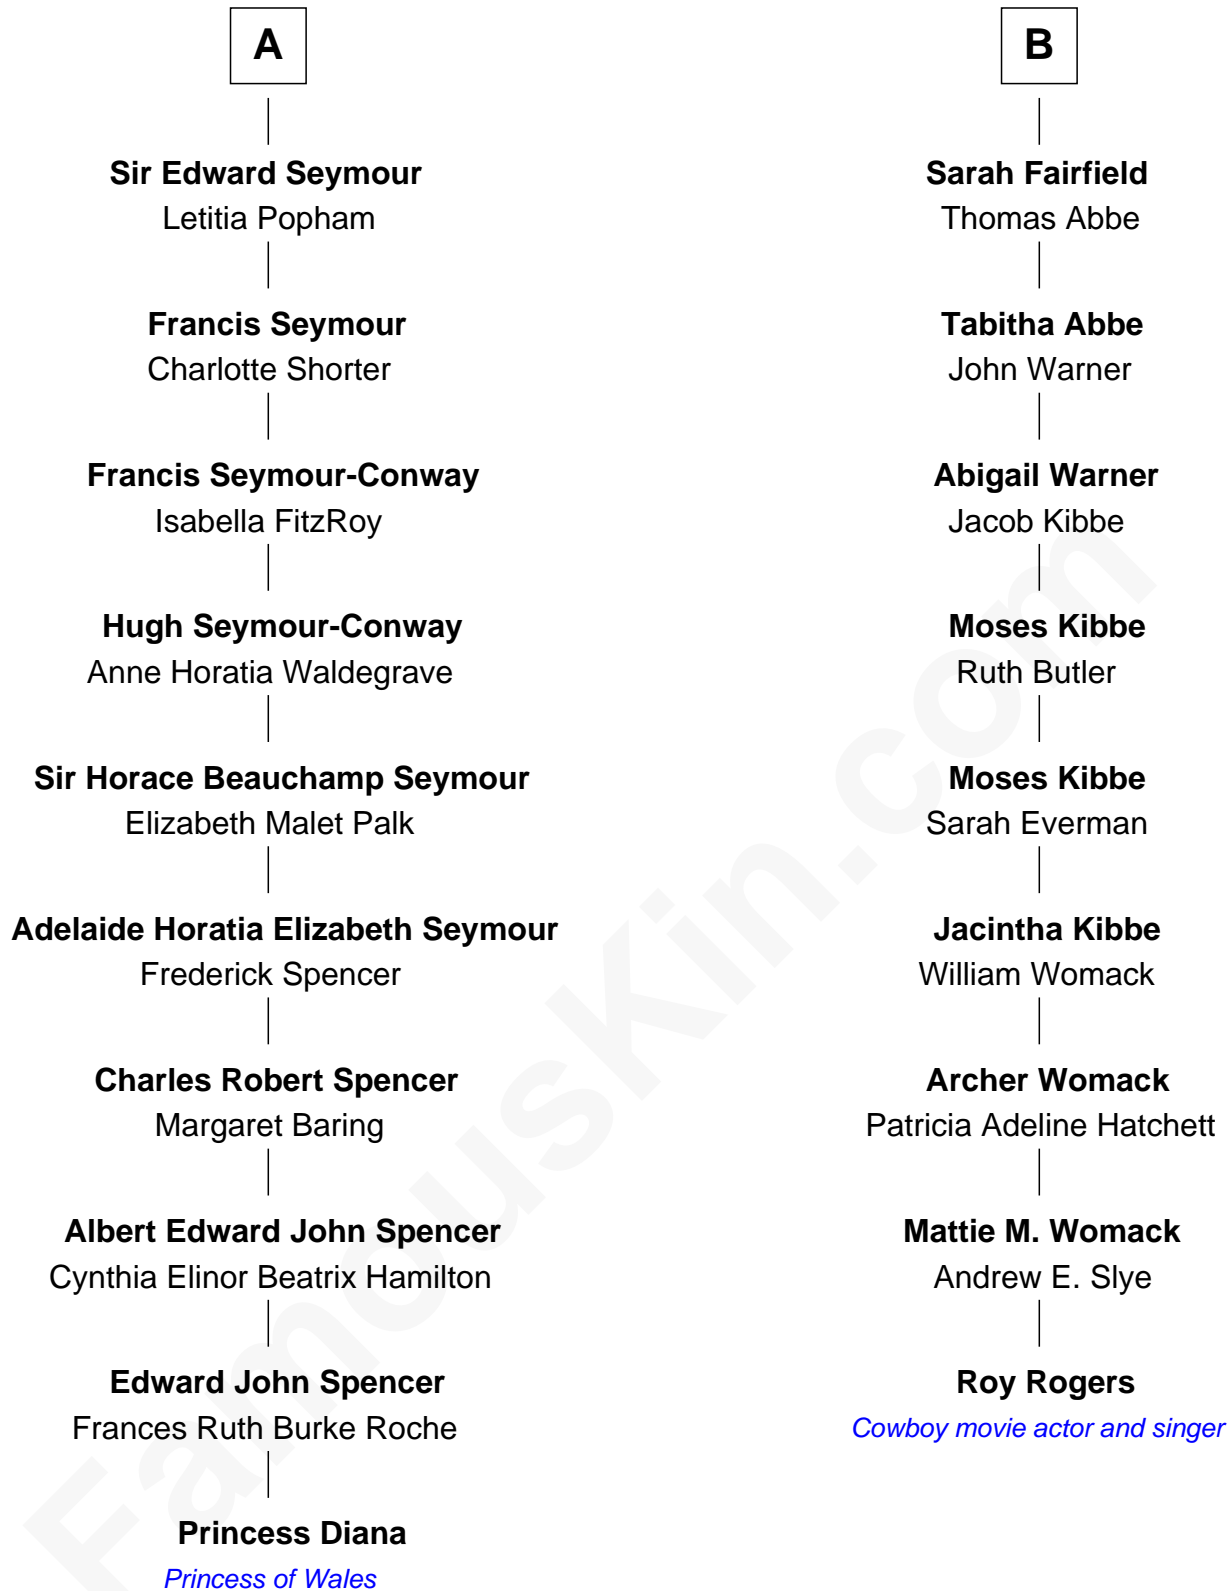 A
Sir Edward Seymour
Letitia Popham
Francis Seymour
Charlotte Shorter
Francis Seymour-Conway
Isabella FitzRoy
Hugh Seymour-Conway
Anne Horatia Waldegrave
Sir Horace Beauchamp Seymour
Elizabeth Malet Palk
Adelaide Horatia Elizabeth Seymour
Frederick Spencer
Charles Robert Spencer
Margaret Baring
Albert Edward John Spencer
Cynthia Elinor Beatrix Hamilton
Edward John Spencer
Frances Ruth Burke Roche
Princess Diana
Princess of Wales
B
Sarah Fairfield
Thomas Abbe
Tabitha Abbe
John Warner
Abigail Warner
Jacob Kibbe
Moses Kibbe
Ruth Butler
Moses Kibbe
Sarah Everman
Jacintha Kibbe
William Womack
Archer Womack
Patricia Adeline Hatchett
Mattie M. Womack
Andrew E. Slye
Roy Rogers
Cowboy movie actor and singer
FamousKin.com